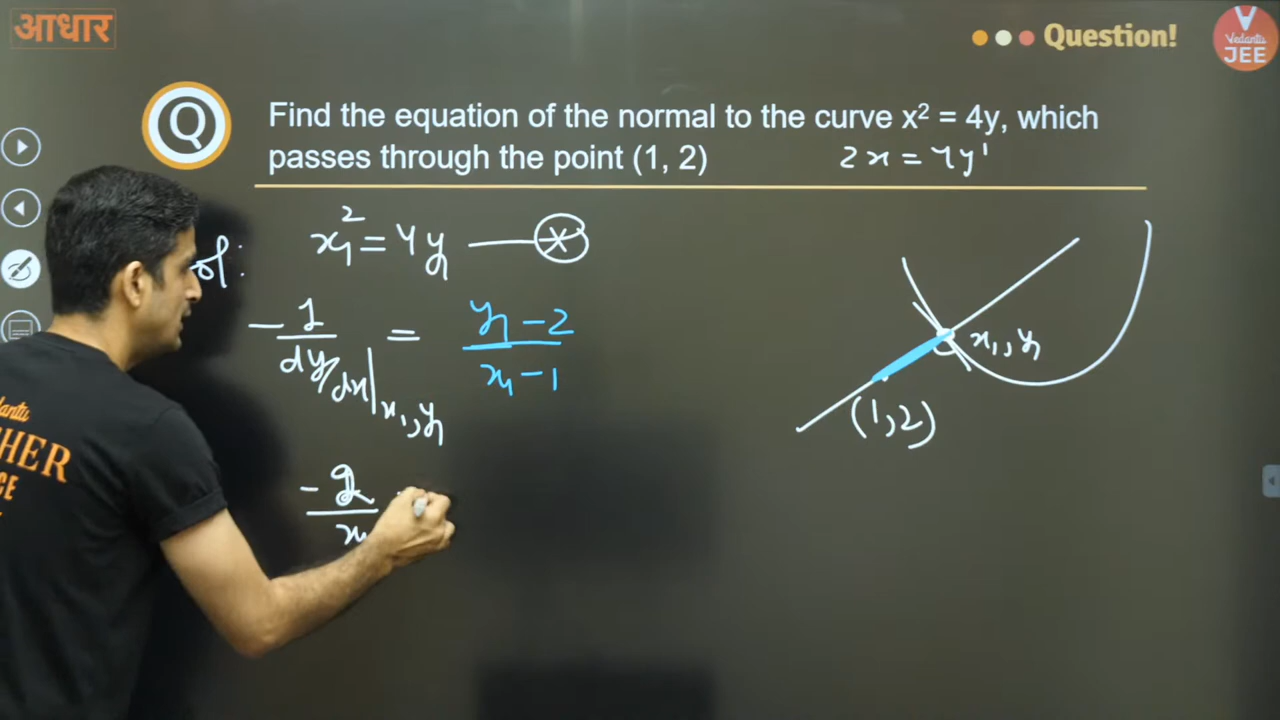 आधार
Question!
Vedantu
JEE
Q
Find the equation of the normal to the curve x² = 4y, which
passes through the point (1, 2)
2x = 4y'
x₁² = 4y₁ — ⊛
- 1 / dy/dx|x₁,y₁ = y₁ - 2 / x₁ - 1
x₁, y₁
(1,2)
- 2 / x₁